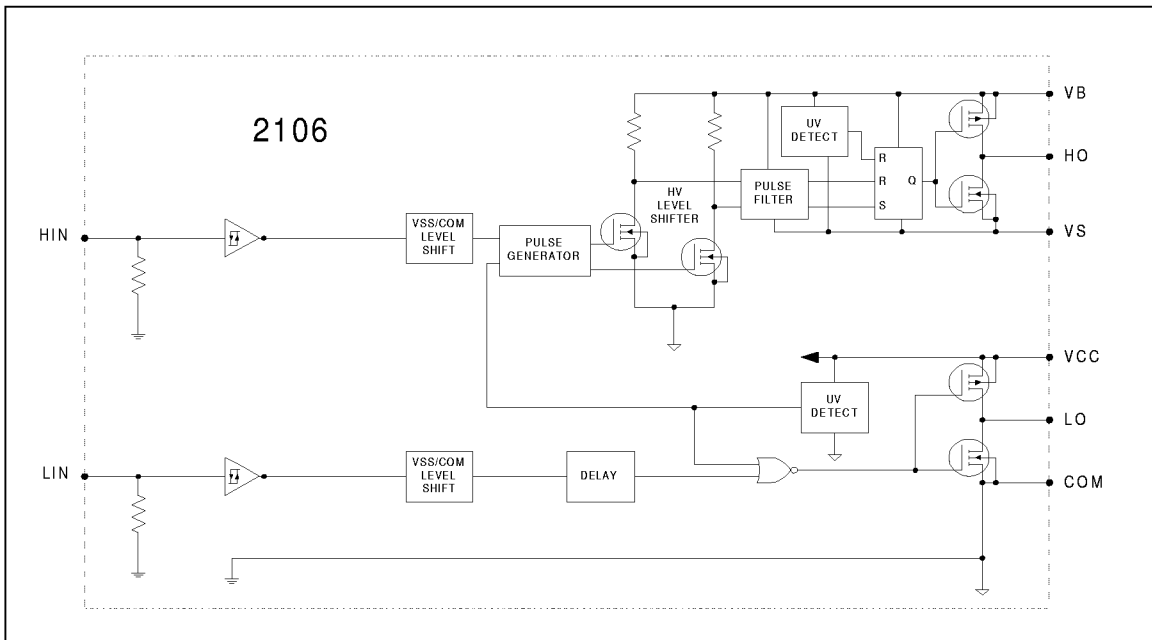 2106
VB
UV
DETECT
HO
R
R
Q
S
HV
LEVEL
SHIFTER
PULSE
FILTER
VS
HIN
VSS/COM
LEVEL
SHIFT
PULSE
GENERATOR
VCC
UV
DETECT
LO
LIN
VSS/COM
LEVEL
SHIFT
DELAY
COM